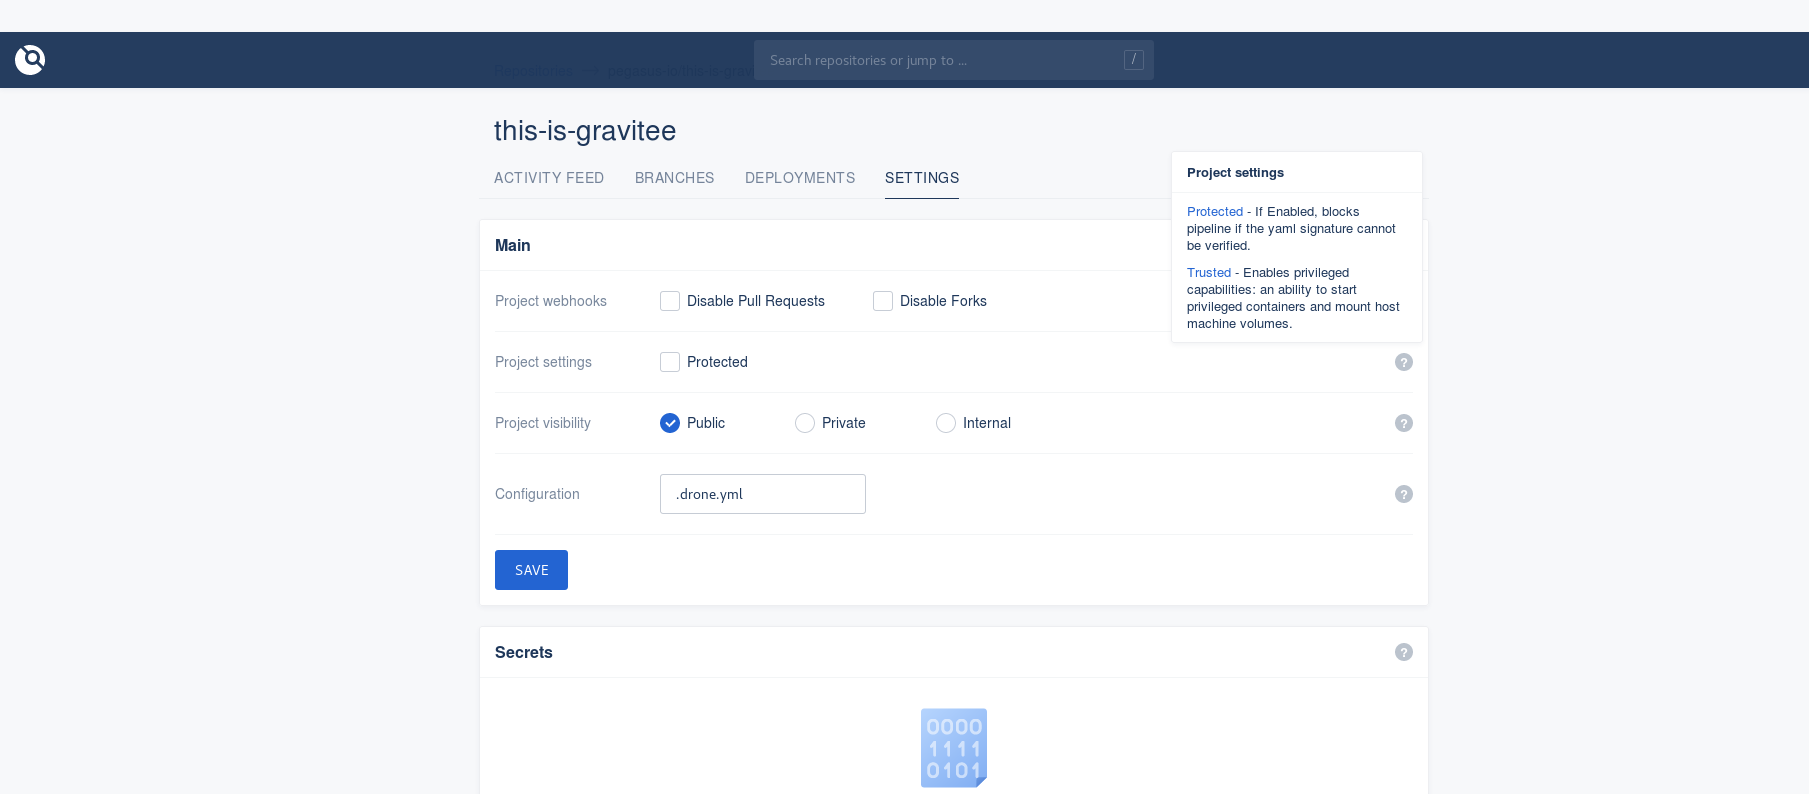 Search repositories or jump to ...
/
Repositories
this-is-gravitee
ACTIVITY FEED BRANCHES DEPLOYMENTS SETTINGS
Project settings
Protected - If Enabled, blocks
pipeline if the yaml signature cannot
be verified.
Trusted - Enables privileged
capabilities: an ability to start
privileged containers and mount host
machine volumes.
Main
Project webhooks Disable Pull Requests Disable Forks
Project settings Protected ?
Project visibility Public Private Internal ?
Configuration .drone.yml ?
SAVE
Secrets ?
0000
1111
0101